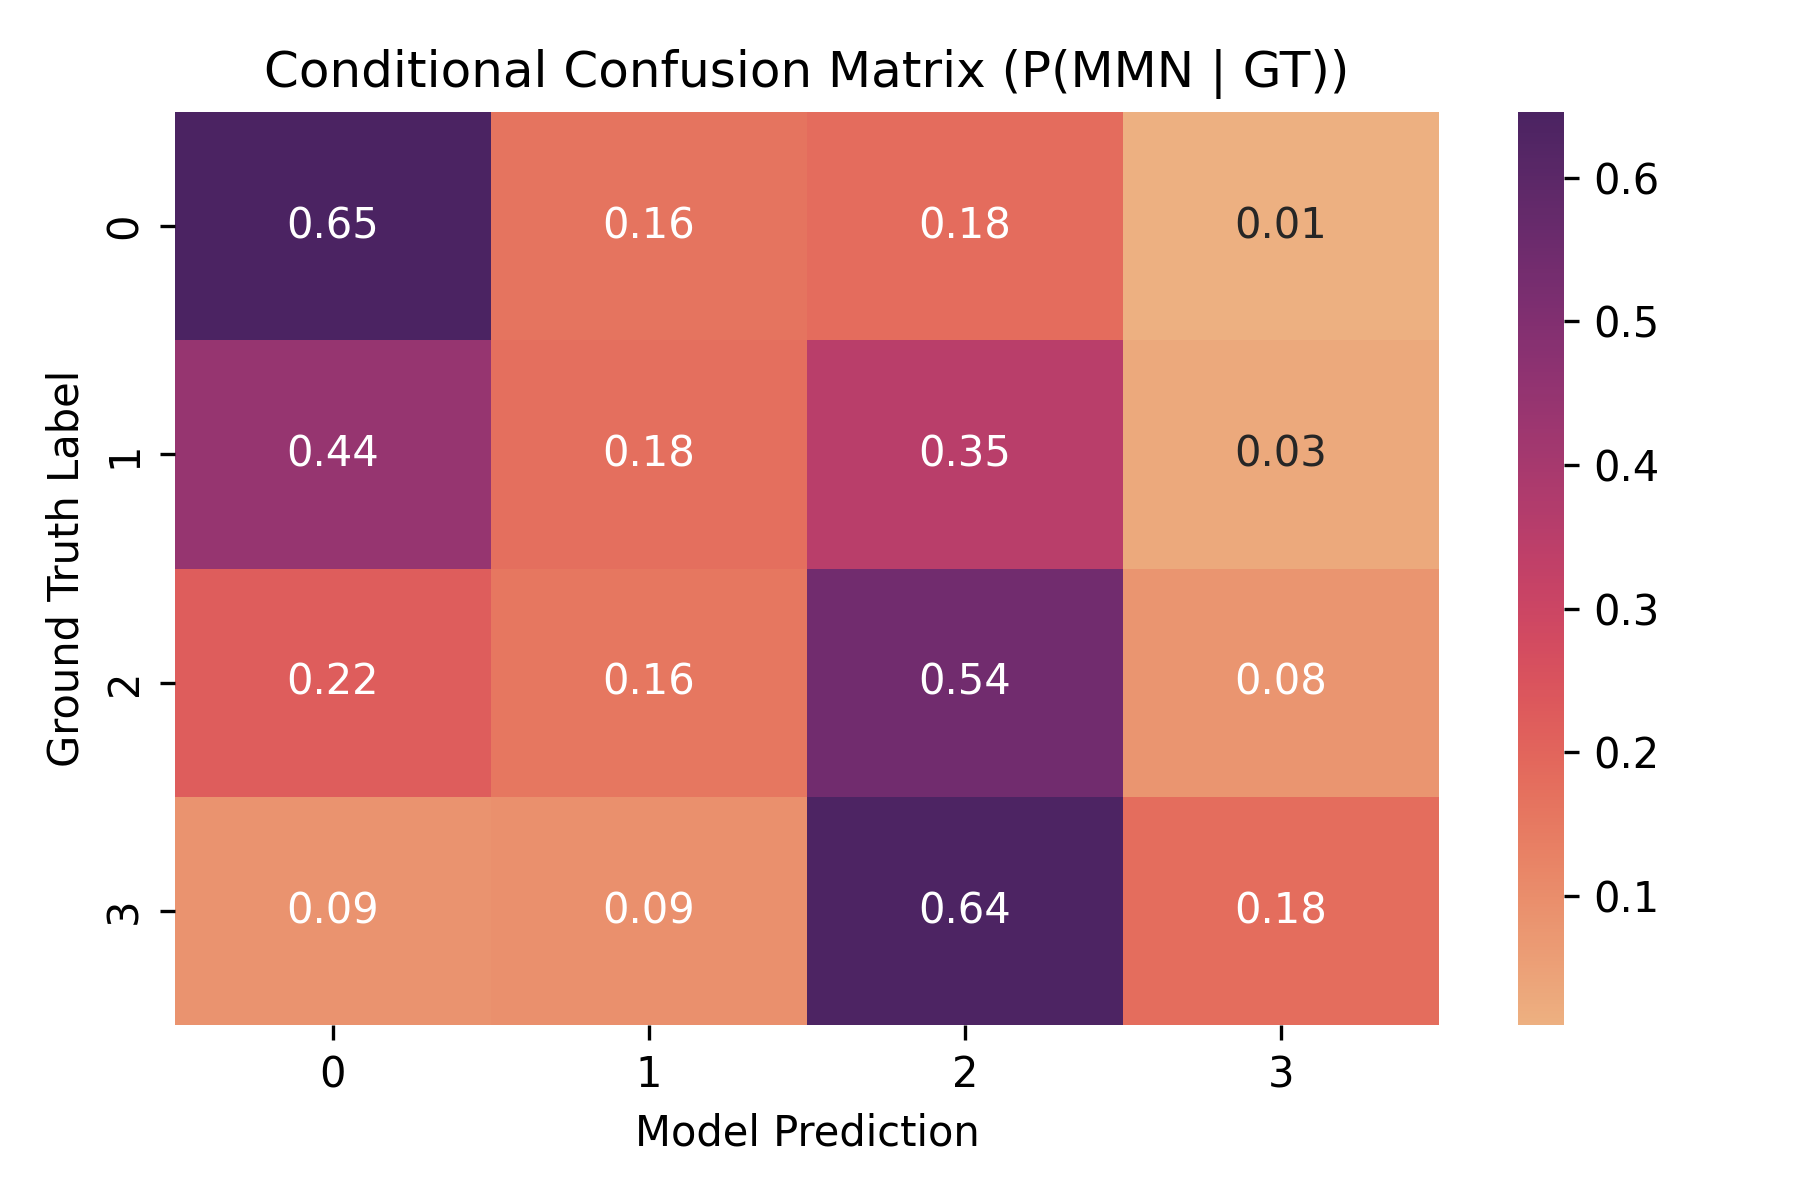 Conditional Confusion Matrix (P(MMN | GT))
Ground Truth Label
0 0.65 0.16 0.18 0.01
1 0.44 0.18 0.35 0.03
2 0.22 0.16 0.54 0.08
3 0.09 0.09 0.64 0.18
0 1 2 3
Model Prediction
0.6
0.5
0.4
0.3
0.2
0.1